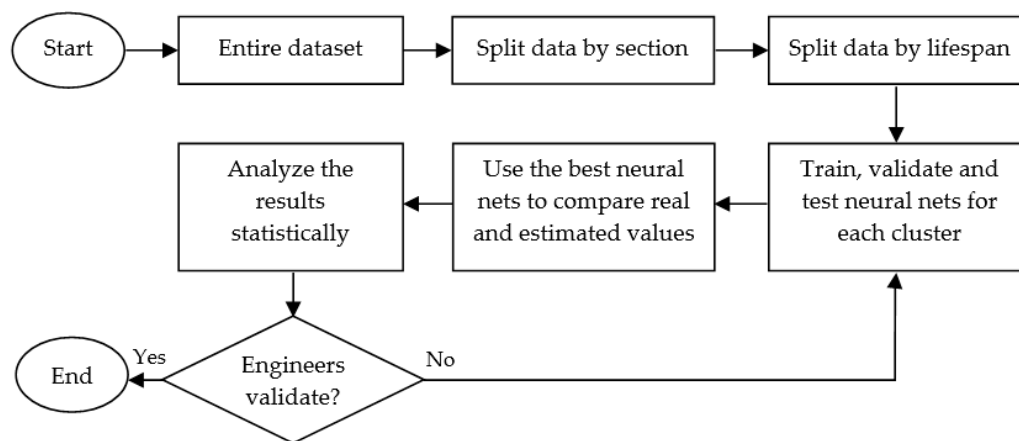 Start
Entire dataset
Split data by section
Split data by lifespan
Train, validate and
test neural nets for
each cluster
Use the best neural
nets to compare real
and estimated values
Analyze the
results
statistically
Engineers
validate?
Yes
No
End